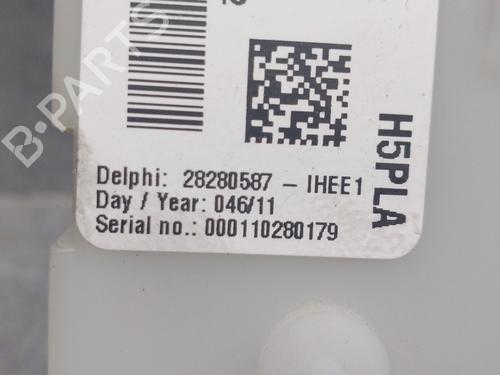 B-PARTS
Delphi: 28280587 - IHEE1
Day / Year: 046/11
Serial no.: 000110280179
H5PLA